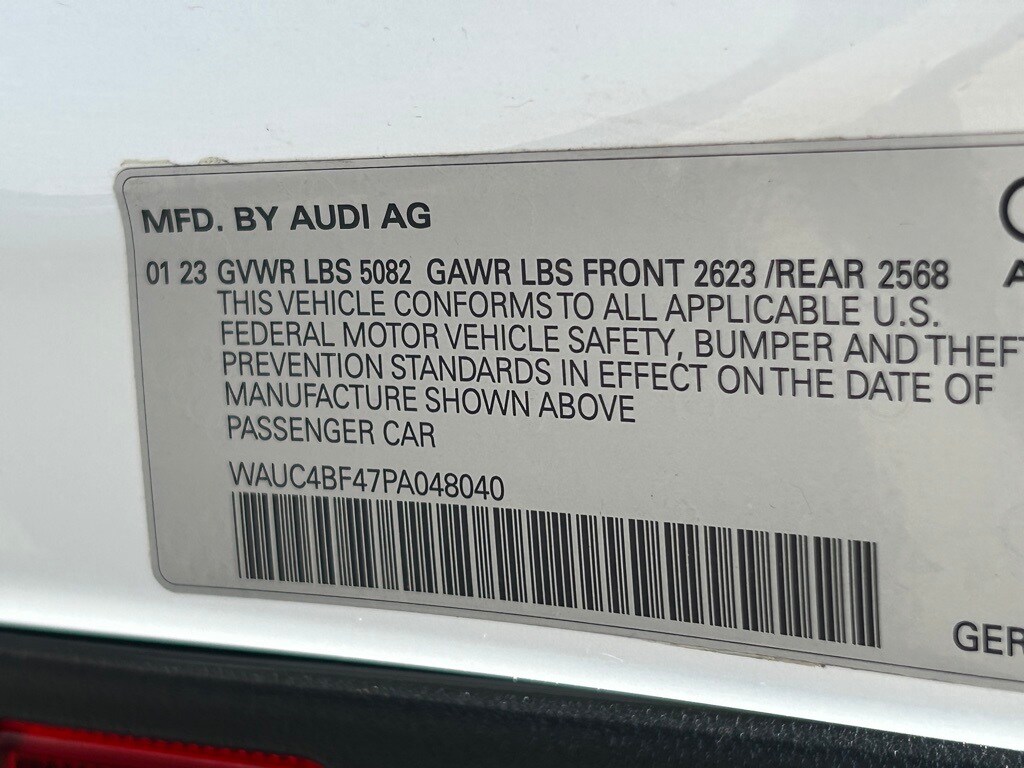 MFD. BY AUDI AG
01 23 GVWR LBS 5082 GAWR LBS FRONT 2623 /REAR 2568
THIS VEHICLE CONFORMS TO ALL APPLICABLE U.S.
FEDERAL MOTOR VEHICLE SAFETY, BUMPER AND THEFT
PREVENTION STANDARDS IN EFFECT ON THE DATE OF
MANUFACTURE SHOWN ABOVE
PASSENGER CAR
WAUC4BF47PA048040
GER